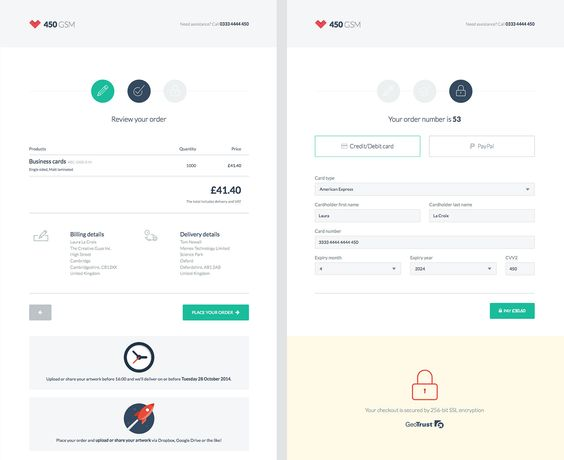 450 GSM
Need assistance? Call 0333 4444 450
Review your order
Products Quantity Price
Business cards
1000 £41.40
Single sided, Matt laminated
£41.40
The total includes delivery and VAT
Billing details
Laura La Croix
The Creative Guas Inc.
High Street
Cambridge
Cambridgeshire, CB1 8XX
United Kingdom
Delivery details
Tom Newall
Memex Technology Limited
Science Park
Oxford
Oxfordshire, AB1 3AB
United Kingdom
PLACE YOUR ORDER
Upload or share your artwork before 16:00 and we'll deliver on or before Tuesday 28 October 2014.
Place your order and upload or share your artwork via Dropbox, Google Drive or the like!
450 GSM
Need assistance? Call 0333 4444 450
Your order number is 53
Credit/Debit card
PayPal
Card type
American Express
Cardholder first name Cardholder last name
Laura La Croix
Card number
3333 4444 4444 450
Expiry month Expiry year CVV2
4 2024 450
PAY
Your checkout is secured by 256-bit SSL encryption
GeoTrust